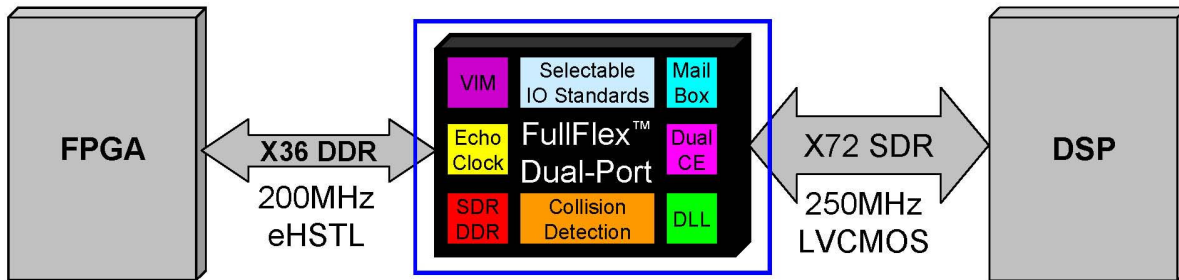 FPGA
X36 DDR
200MHz
eHSTL
VIM
Selectable
IO Standards
Mail
Box
Echo
Clock
FullFlex™
Dual-Port
Dual
CE
SDR
DDR
Collision
Detection
DLL
X72 SDR
250MHz
LVCMOS
DSP